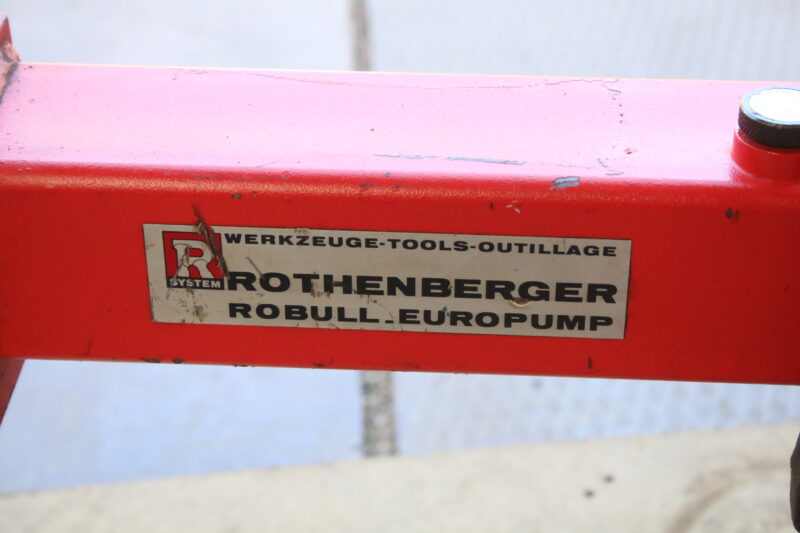 R
SYSTEM
WERKZEUGE-TOOLS-OUTILLAGE
ROTHENBERGER
ROBULL-EUROPUMP